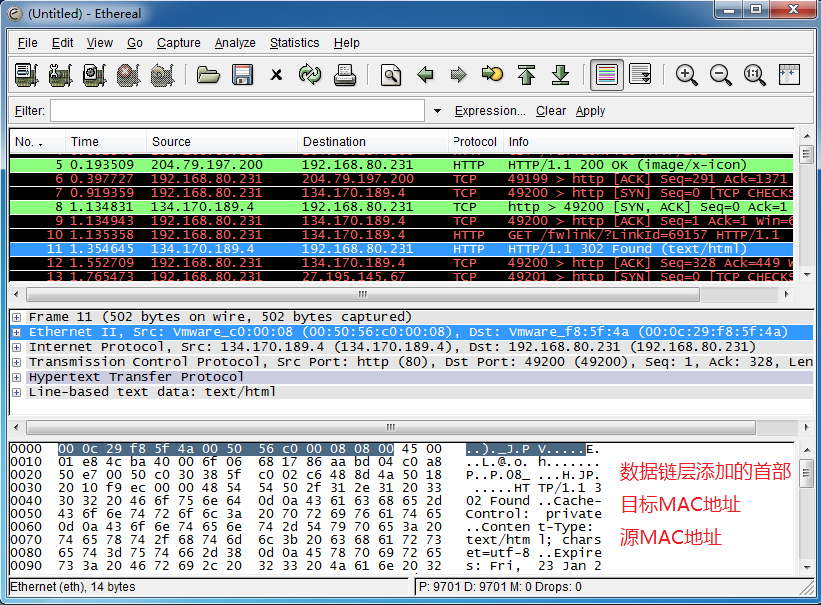 (Untitled) - Ethereal
File Edit View Go Capture Analyze Statistics Help
Filter: Expression... Clear Apply
No. . Time Source Destination Protocol Info
5 0.193509 204.79.197.200 192.168.80.231 HTTP HTTP/1.1 200 OK (image/x-icon)
6 0.397727 192.168.80.231 204.79.197.200 TCP 49199 > http [ACK] Seq=291 Ack=1371
7 0.919359 192.168.80.231 134.170.189.4 TCP 49200 > http [SYN] Seq=0 [TCP CHECKS
8 1.134831 134.170.189.4 192.168.80.231 TCP http > 49200 [SYN, ACK] Seq=0 Ack=1
9 1.134943 192.168.80.231 134.170.189.4 TCP 49200 > http [ACK] Seq=1 Ack=1 Win=6
10 1.135358 192.168.80.231 134.170.189.4 HTTP GET /fwlink/?LinkId=69157 HTTP/1.1
11 1.354645 134.170.189.4 192.168.80.231 HTTP HTTP/1.1 302 Found (text/html)
12 1.552709 192.168.80.231 134.170.189.4 TCP 49200 > http [ACK] Seq=328 Ack=449 W
13 1.765473 192.168.80.231 27.195.145.67 TCP 49201 > http [SYN] Seq=0 [TCP CHECKS
Frame 11 (502 bytes on wire, 502 bytes captured)
Ethernet II, Src: Vmware_c0:00:08 (00:50:56:c0:00:08), Dst: Vmware_f8:5f:4a (00:0c:29:f8:5f:4a)
Internet Protocol, Src: 134.170.189.4 (134.170.189.4), Dst: 192.168.80.231 (192.168.80.231)
Transmission Control Protocol, Src Port: http (80), Dst Port: 49200 (49200), Seq: 1, Ack: 328, Len
Hypertext Transfer Protocol
Line-based text data: text/html
0000 00 0c 29 f8 5f 4a 00 50 56 c0 00 08 08 00 45 00 ..)._J.P V.....E.
0010 01 e8 4c ba 40 00 6f 06 68 17 86 aa bd 04 c0 a8 ..L.@.o. h.......
0020 50 e7 00 50 c0 30 38 5f c0 02 c6 48 8d 4a 50 18 P..P.08_ ...H.JP.
0030 20 10 f9 ec 00 00 48 54 54 50 2f 31 2e 31 20 33 .....HT TP/1.1 3
0040 30 32 20 46 6f 75 6e 64 0d 0a 43 61 63 68 65 2d 02 Found ..Cache-
0050 43 6f 6e 74 72 6f 6c 3a 20 70 72 69 76 61 74 65 Control: private
0060 0d 0a 43 6f 6e 74 65 6e 74 2d 54 79 70 65 3a 20 ..Conten t-Type:
0070 74 65 78 74 2f 68 74 6d 6c 3b 20 63 68 61 72 73 text/htm l; chars
0080 65 74 3d 75 74 66 2d 38 0d 0a 45 78 70 69 72 65 et=utf-8 ..Expire
0090 73 3a 20 46 72 69 2c 20 32 33 20 4a 61 6e 20 32 s: Fri, 23 Jan 2
数据链层添加的首部
目标MAC地址
源MAC地址
Ethernet (eth), 14 bytes P: 9701 D: 9701 M: 0 Drops: 0